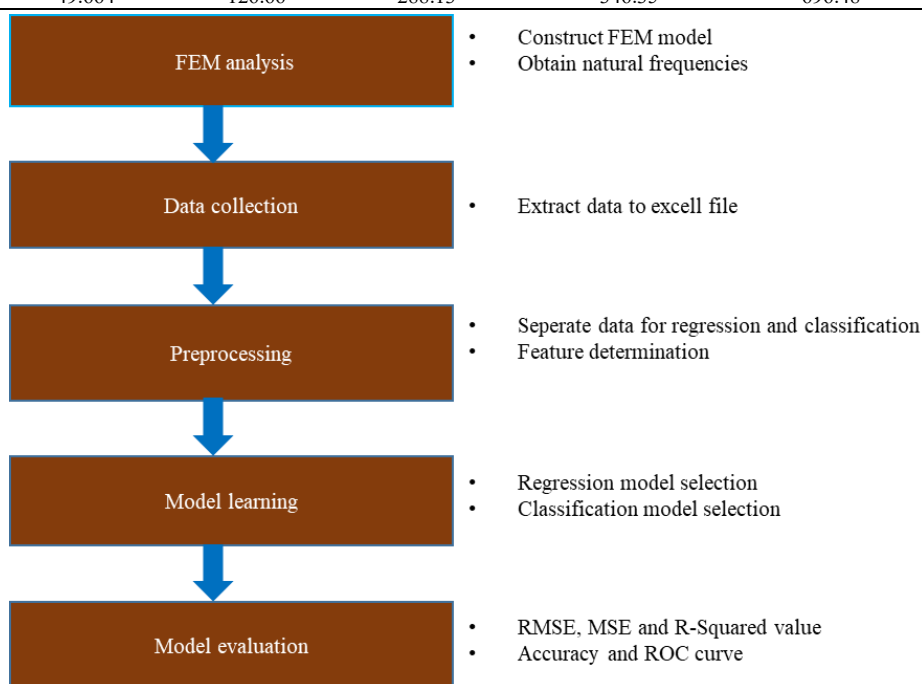 FEM analysis
• Construct FEM model
• Obtain natural frequencies
Data collection
• Extract data to excell file
Preprocessing
• Seperate data for regression and classification
• Feature determination
Model learning
• Regression model selection
• Classification model selection
Model evaluation
• RMSE, MSE and R-Squared value
• Accuracy and ROC curve